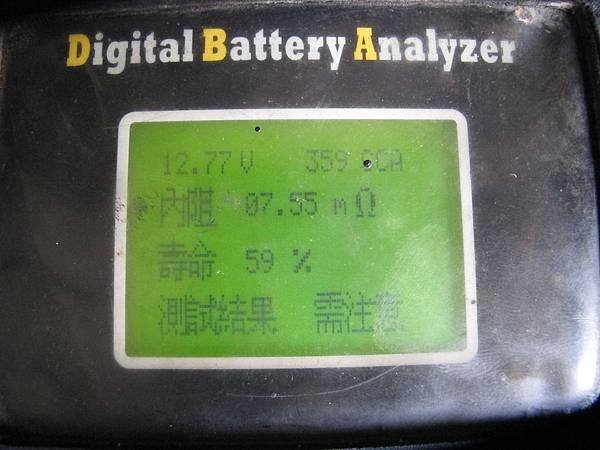 Digital Battery Analyzer
12.77 V 359 CCA
內阻 07.55 mΩ
壽命 59 %
測試結果 需注意